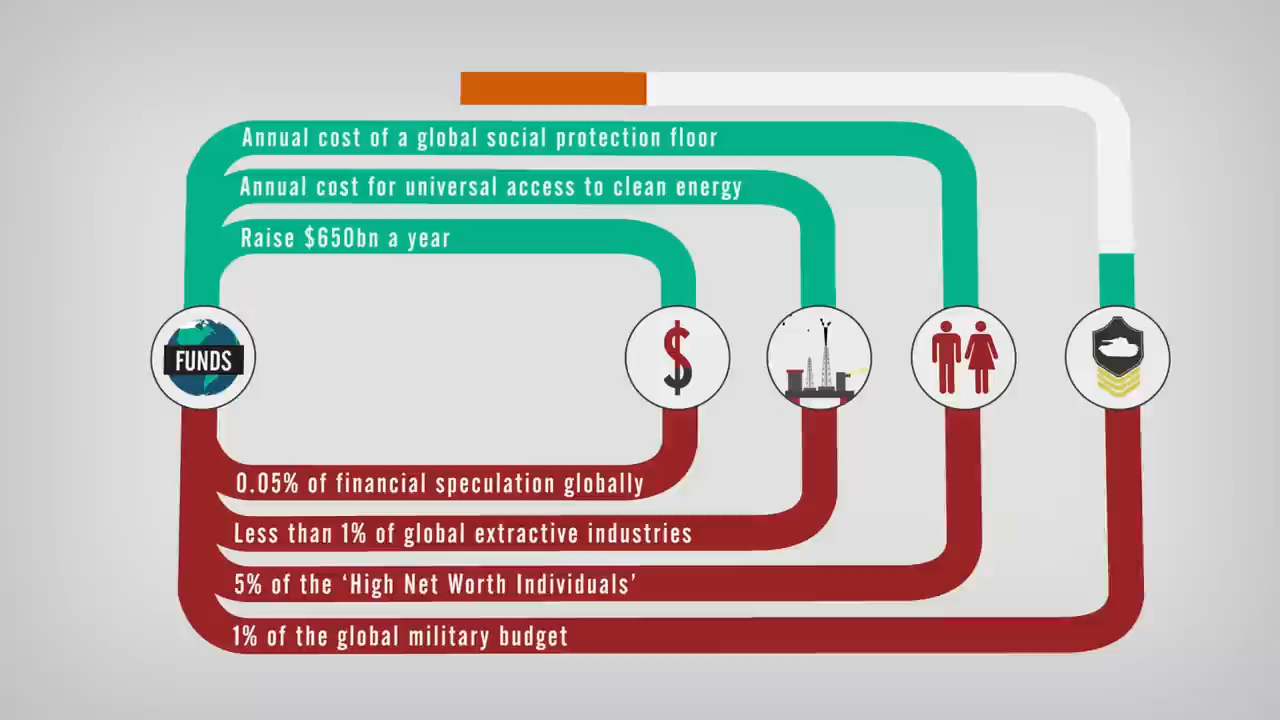 Annual cost of a global social protection floor
Annual cost for universal access to clean energy
Raise $650bn a year
FUNDS
$
0.05% of financial speculation globally
Less than 1% of global extractive industries
5% of the ‘High Net Worth Individuals’
1% of the global military budget